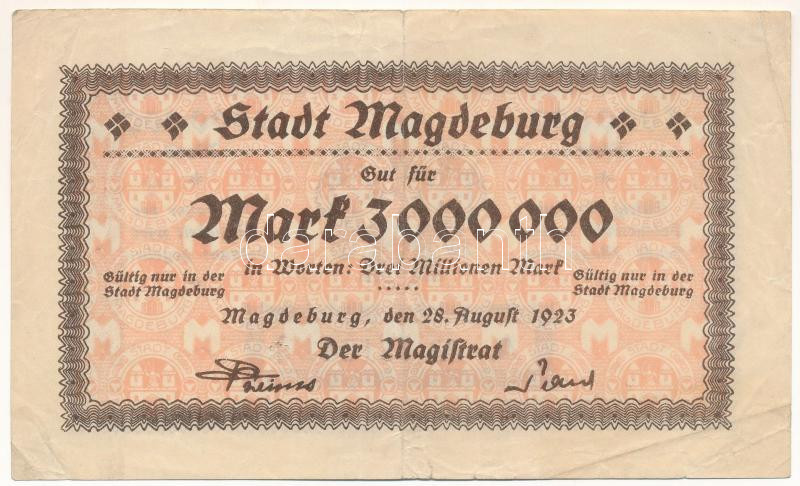 Stadt Magdeburg
Gut für
Mark 3000000
in Worten: Drei Millionen Mark
Gültig nur in der
Stadt Magdeburg
Gültig nur in der
Stadt Magdeburg
Magdeburg, den 28. August 1923
Der Magistrat
darabanth